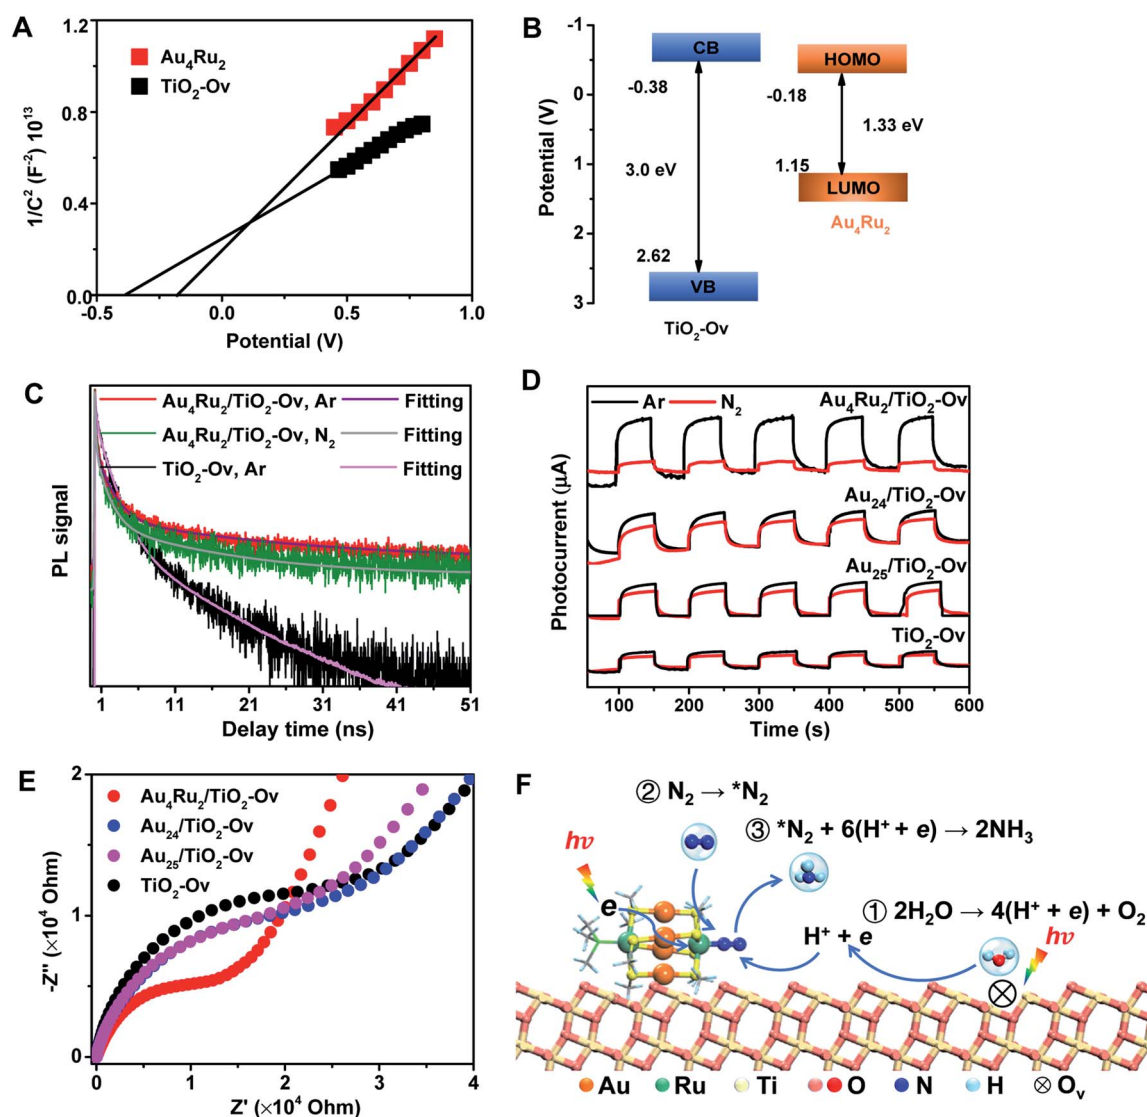 A
Au₄Ru₂
TiO₂-Ov
1/C² (F⁻²) 10¹³
1.2
0.9
0.6
0.3
0.0
-0.5
0.0
0.5
1.0
Potential (V)
B
Potential (V)
-1
0
1
2
3
CB
-0.38
3.0 eV
2.62
VB
TiO₂-Ov
HOMO
-0.18
1.33 eV
1.15
LUMO
Au₄Ru₂
C
Au₄Ru₂/TiO₂-Ov, Ar Fitting
Au₄Ru₂/TiO₂-Ov, N₂ Fitting
TiO₂-Ov, Ar Fitting
PL signal
1 11 21 31 41 51
Delay time (ns)
D
Ar N₂
Au₄Ru₂/TiO₂-Ov
Au₂₄/TiO₂-Ov
Au₂₅/TiO₂-Ov
TiO₂-Ov
Photocurrent (μA)
100 200 300 400 500 600
Time (s)
E
Au₄Ru₂/TiO₂-Ov
Au₂₄/TiO₂-Ov
Au₂₅/TiO₂-Ov
TiO₂-Ov
-Z'' (×10⁴ Ohm)
2
1
0
0 1 2 3 4
Z' (×10⁴ Ohm)
F
② N₂ → *N₂
③ *N₂ + 6(H⁺ + e) → 2NH₃
hν
e
① 2H₂O → 4(H⁺ + e) + O₂
H⁺ + e
hν
Au Ru Ti O N H Oᵥ